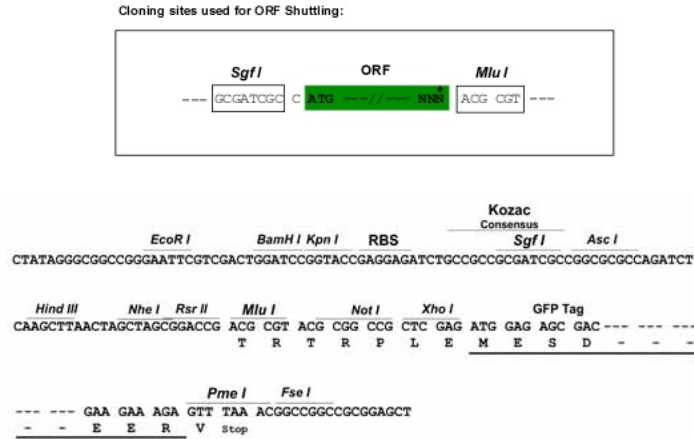 Cloning sites used for ORF Shuttling:
Sgf I ORF Mlu I
--- GCGATCGC C ATG ---//--- NNN* ACG CGT ---
Kozac
Consensus
EcoR I BamH I Kpn I RBS Sgf I Asc I
CTATAGGGCGGCCGGGAATTCGTCGACTGGATCCGGTACCGAGGAGATCTGCCGCCGCGATCGCCGGCGCGCCAGATCT
Hind III Nhe I Rsr II Mlu I Not I Xho I GFP Tag
CAAGCTTAACTAGCTAGCGGACCG ACG CGT ACG CGG CCG CTC GAG ATG GAG AGC GAC --- --- ---
T R T R P L E M E S D - - -
Pme I Fse I
--- --- GAA GAA AGA GTT TAA ACGGCCGGCCGCGGAGCT
- - E E R V Stop